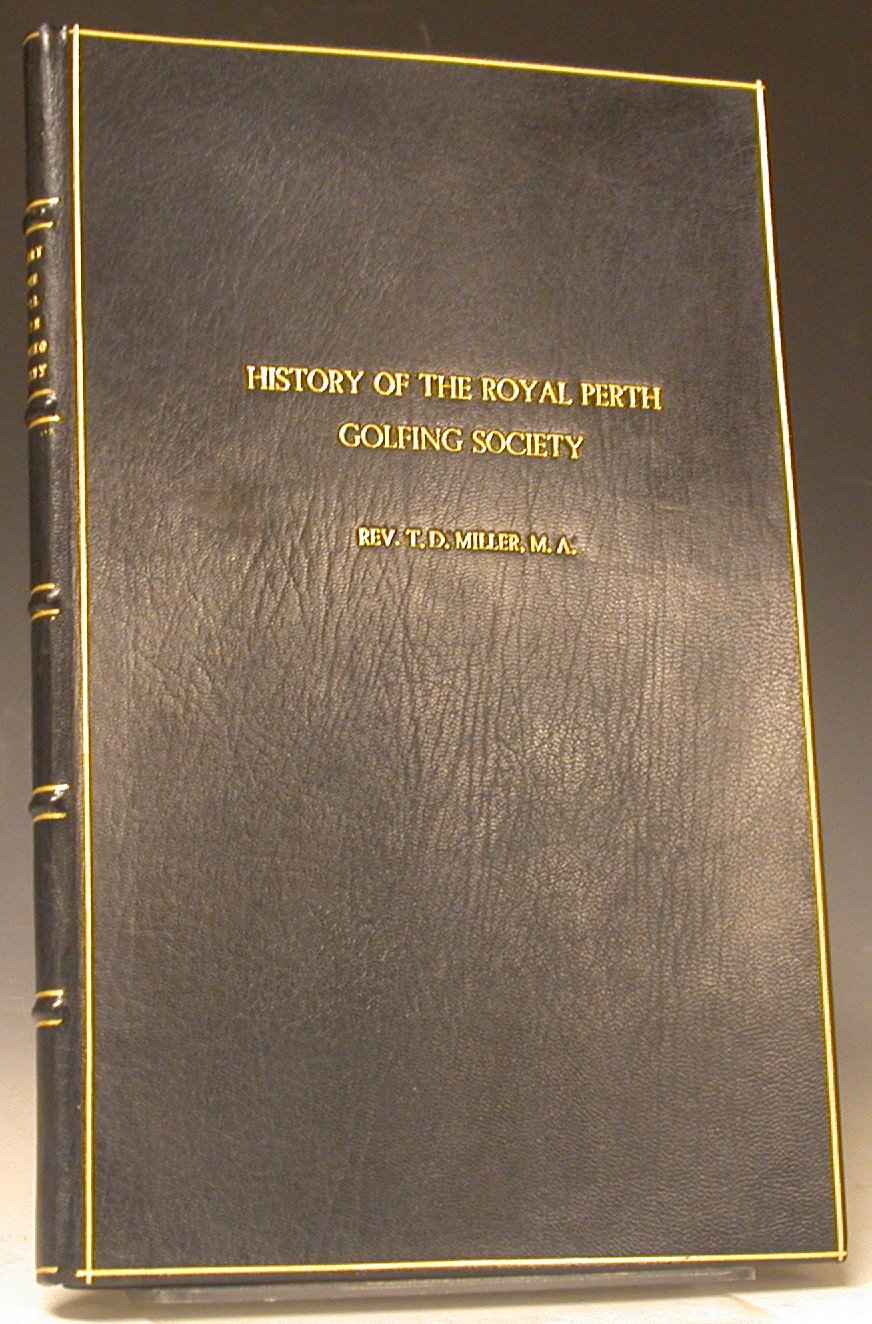 HISTORY OF THE ROYAL PERTH
GOLFING SOCIETY
REV. T. D. MILLER, M. A.